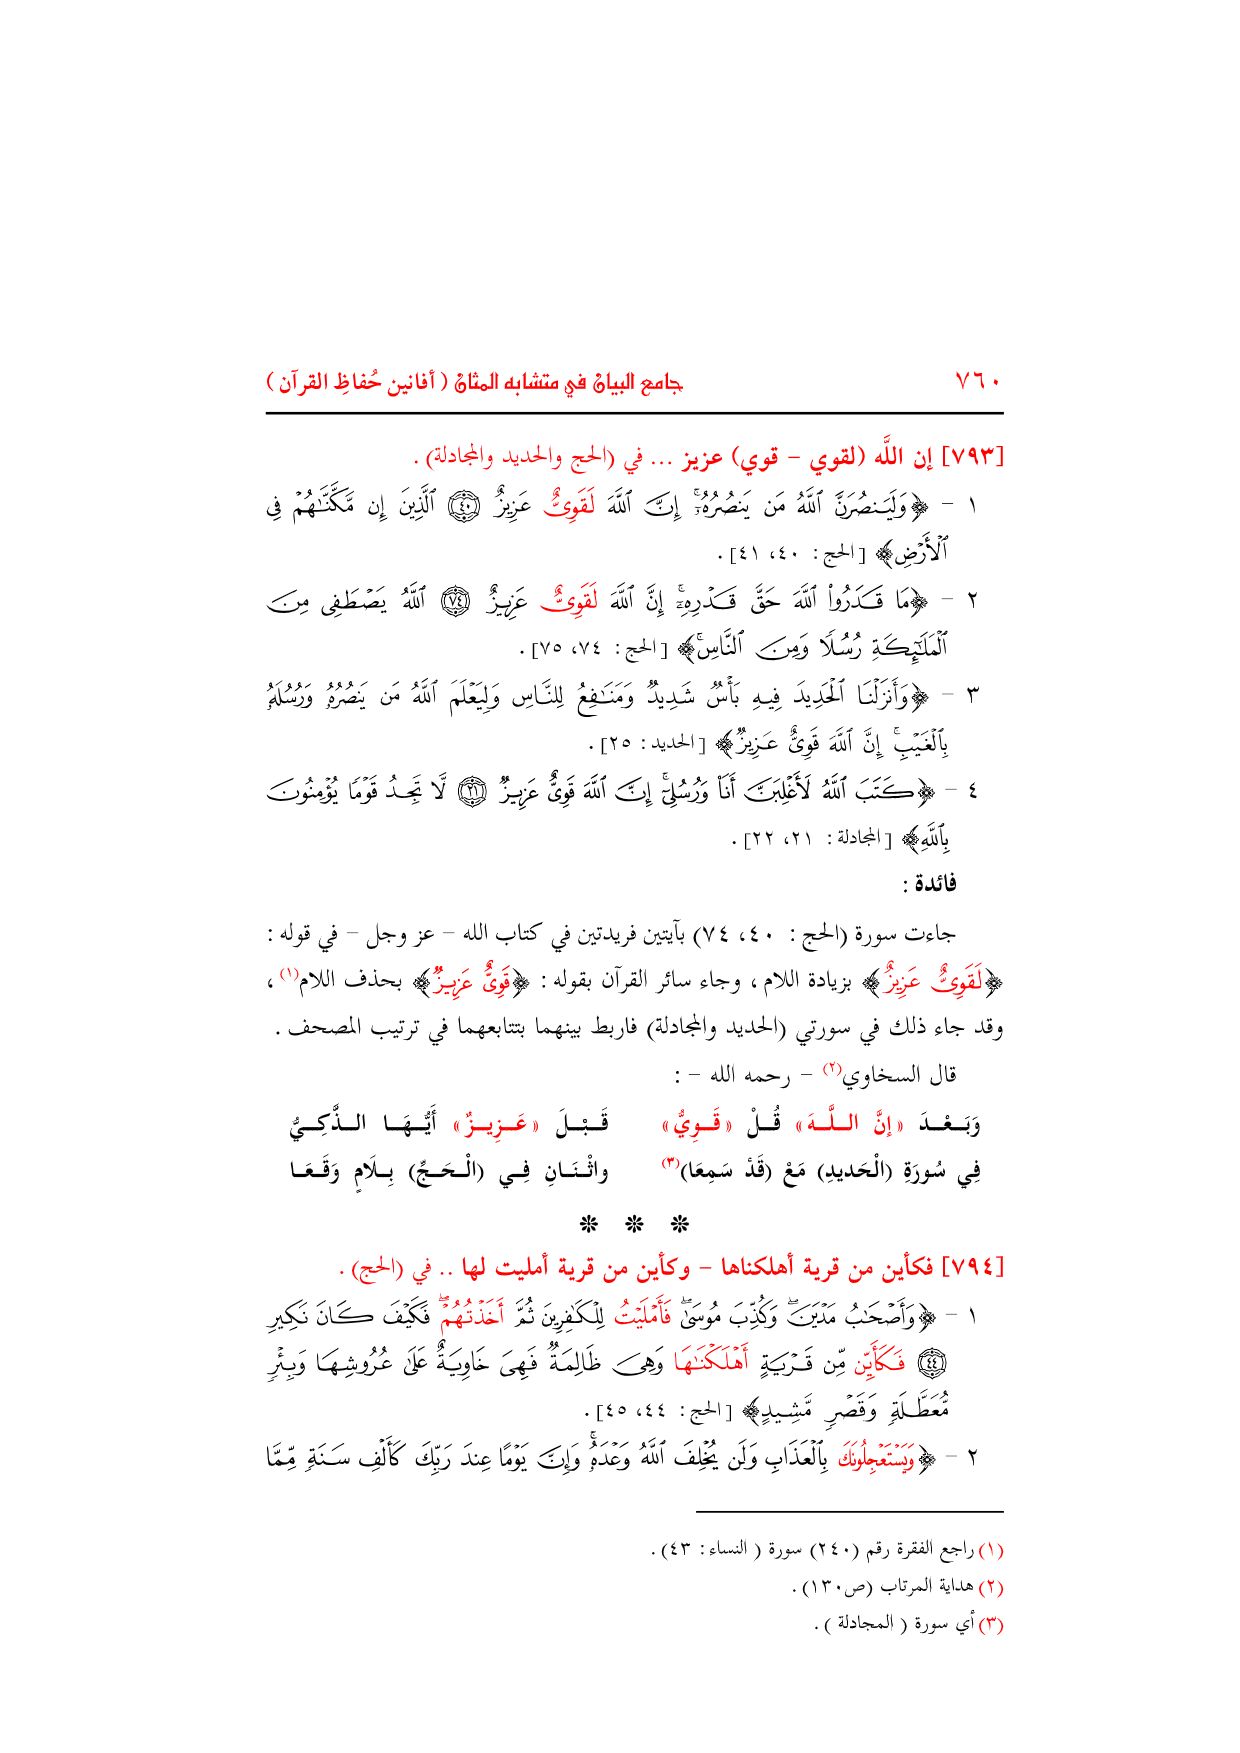 ٧٦٠ جامع البيان في متشابه المثان ( أفانين حُفاظِ القرآن )
[٧٩٣] إن اللَّه (لقوي – قوي) عزيز ... في (الحج والحديد والمجادلة) .
١ – ﴿وَلَيَنصُرَنَّ ٱللَّهُ مَن يَنصُرُهُۥٓۚ إِنَّ ٱللَّهَ لَقَوِيٌّ عَزِيزٌ ٤٠ ٱلَّذِينَ إِن مَّكَّنَّٰهُمْ فِى
ٱلْأَرْضِ﴾ [الحج : ٤٠، ٤١] .
٢ – ﴿مَا قَدَرُوا۟ ٱللَّهَ حَقَّ قَدْرِهِۦٓۚ إِنَّ ٱللَّهَ لَقَوِىٌّ عَزِيزٌ ٧٤ ٱللَّهُ يَصْطَفِى مِنَ
ٱلْمَلَٰٓئِكَةِ رُسُلًا وَمِنَ ٱلنَّاسِۚ﴾ [الحج : ٧٤، ٧٥] .
٣ – ﴿وَأَنزَلْنَا ٱلْحَدِيدَ فِيهِ بَأْسٌ شَدِيدٌ وَمَنَٰفِعُ لِلنَّاسِ وَلِيَعْلَمَ ٱللَّهُ مَن يَنصُرُهُۥ وَرُسُلَهُۥ
بِٱلْغَيْبِۚ إِنَّ ٱللَّهَ قَوِىٌّ عَزِيزٌ﴾ [الحديد : ٢٥] .
٤ – ﴿كَتَبَ ٱللَّهُ لَأَغْلِبَنَّ أَنَا۠ وَرُسُلِىٓۚ إِنَّ ٱللَّهَ قَوِىٌّ عَزِيزٌ ٢١ لَّا تَجِدُ قَوْمًا يُؤْمِنُونَ
بِٱللَّهِ﴾ [المجادلة : ٢١، ٢٢] .
فائدة :
جاءت سورة (الحج : ٤٠، ٧٤) بآيتين فريدتين في كتاب الله – عز وجل – في قوله :
﴿لَقَوِىٌّ عَزِيزٌ﴾ بزيادة اللام ، وجاء سائر القرآن بقوله : ﴿قَوِىٌّ عَزِيزٌ﴾ بحذف اللام(١) ،
وقد جاء ذلك في سورتي (الحديد والمجادلة) فاربط بينهما بتتابعهما في ترتيب المصحف .
قال السخاوي(٢) – رحمه الله – :
وَبَعْدَ «إنَّ اللَّهَ» قُلْ «قَوِيٌّ» قَبْلَ «عَزِيزٌ» أَيُّهَا الذَّكِيُّ
فِي سُورَةِ (الْحَديدِ) مَعْ (قَدْ سَمِعَا)(٣) واثْنَانِ فِي (الْحَجِّ) بِلَامٍ وَقَعَا
* * *
[٧٩٤] فكأين من قرية أهلكناها – وكأين من قرية أمليت لها .. في (الحج) .
١ – ﴿وَأَصْحَٰبُ مَدْيَنَۖ وَكُذِّبَ مُوسَىٰۖ فَأَمْلَيْتُ لِلْكَٰفِرِينَ ثُمَّ أَخَذْتُهُمْۖ فَكَيْفَ كَانَ نَكِيرِ
٤٤ فَكَأَيِّن مِّن قَرْيَةٍ أَهْلَكْنَٰهَا وَهِىَ ظَالِمَةٌ فَهِىَ خَاوِيَةٌ عَلَىٰ عُرُوشِهَا وَبِئْرٍ
مُّعَطَّلَةٍ وَقَصْرٍ مَّشِيدٍ﴾ [الحج : ٤٤، ٤٥] .
٢ – ﴿وَيَسْتَعْجِلُونَكَ بِٱلْعَذَابِ وَلَن يُخْلِفَ ٱللَّهُ وَعْدَهُۥۚ وَإِنَّ يَوْمًا عِندَ رَبِّكَ كَأَلْفِ سَنَةٍ مِّمَّا
(١) راجع الفقرة رقم (٢٤٠) سورة ( النساء : ٤٣) .
(٢) هداية المرتاب (ص١٣٠) .
(٣) أي سورة ( المجادلة ) .